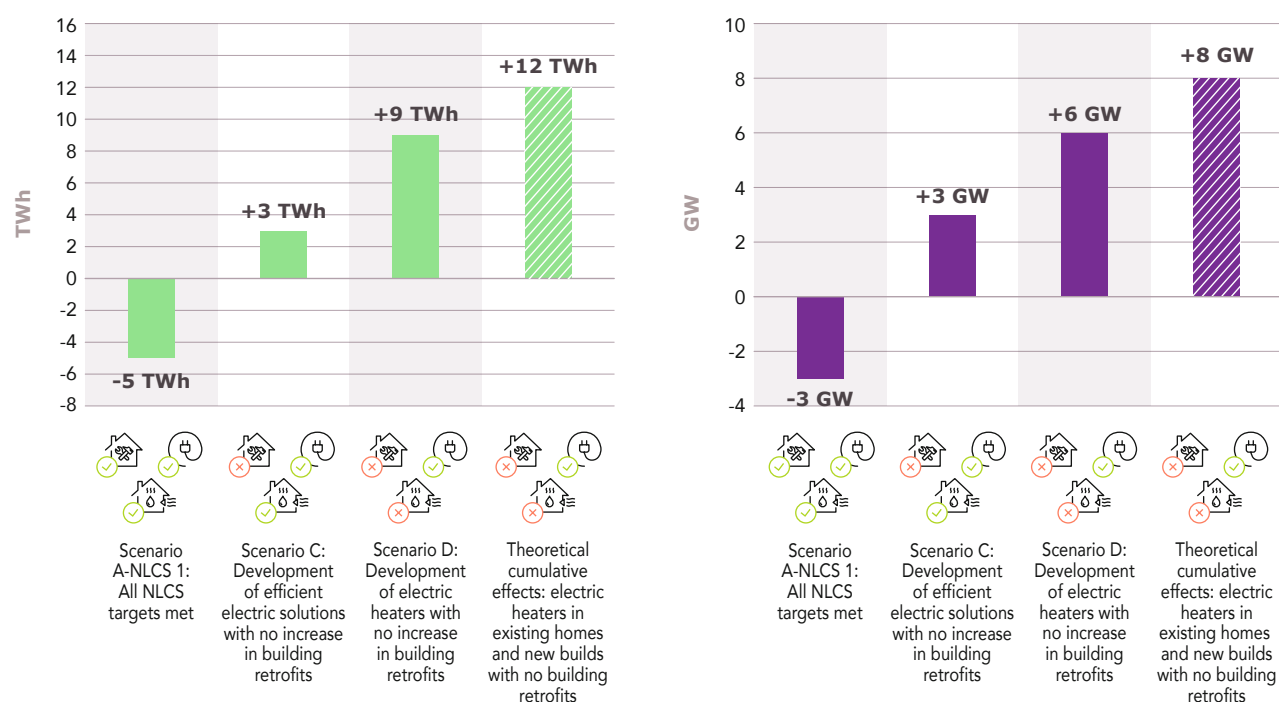 16
14
12
10
8
6
4
2
0
-2
-4
-6
-8
TWh
-5 TWh
+3 TWh
+9 TWh
+12 TWh
Scenario
A-NLCS 1:
All NLCS
targets met
Scenario C:
Development
of efficient
electric solutions
with no increase
in building
retrofits
Scenario D:
Development
of electric
heaters with
no increase
in building
retrofits
Theoretical
cumulative
effects: electric
heaters in
existing homes
and new builds
with no building
retrofits
10
8
6
4
2
0
-2
-4
GW
-3 GW
+3 GW
+6 GW
+8 GW
Scenario
A-NLCS 1:
All NLCS
targets met
Scenario C:
Development
of efficient
electric solutions
with no increase
in building
retrofits
Scenario D:
Development
of electric
heaters with
no increase
in building
retrofits
Theoretical
cumulative
effects: electric
heaters in
existing homes
and new builds
with no building
retrofits